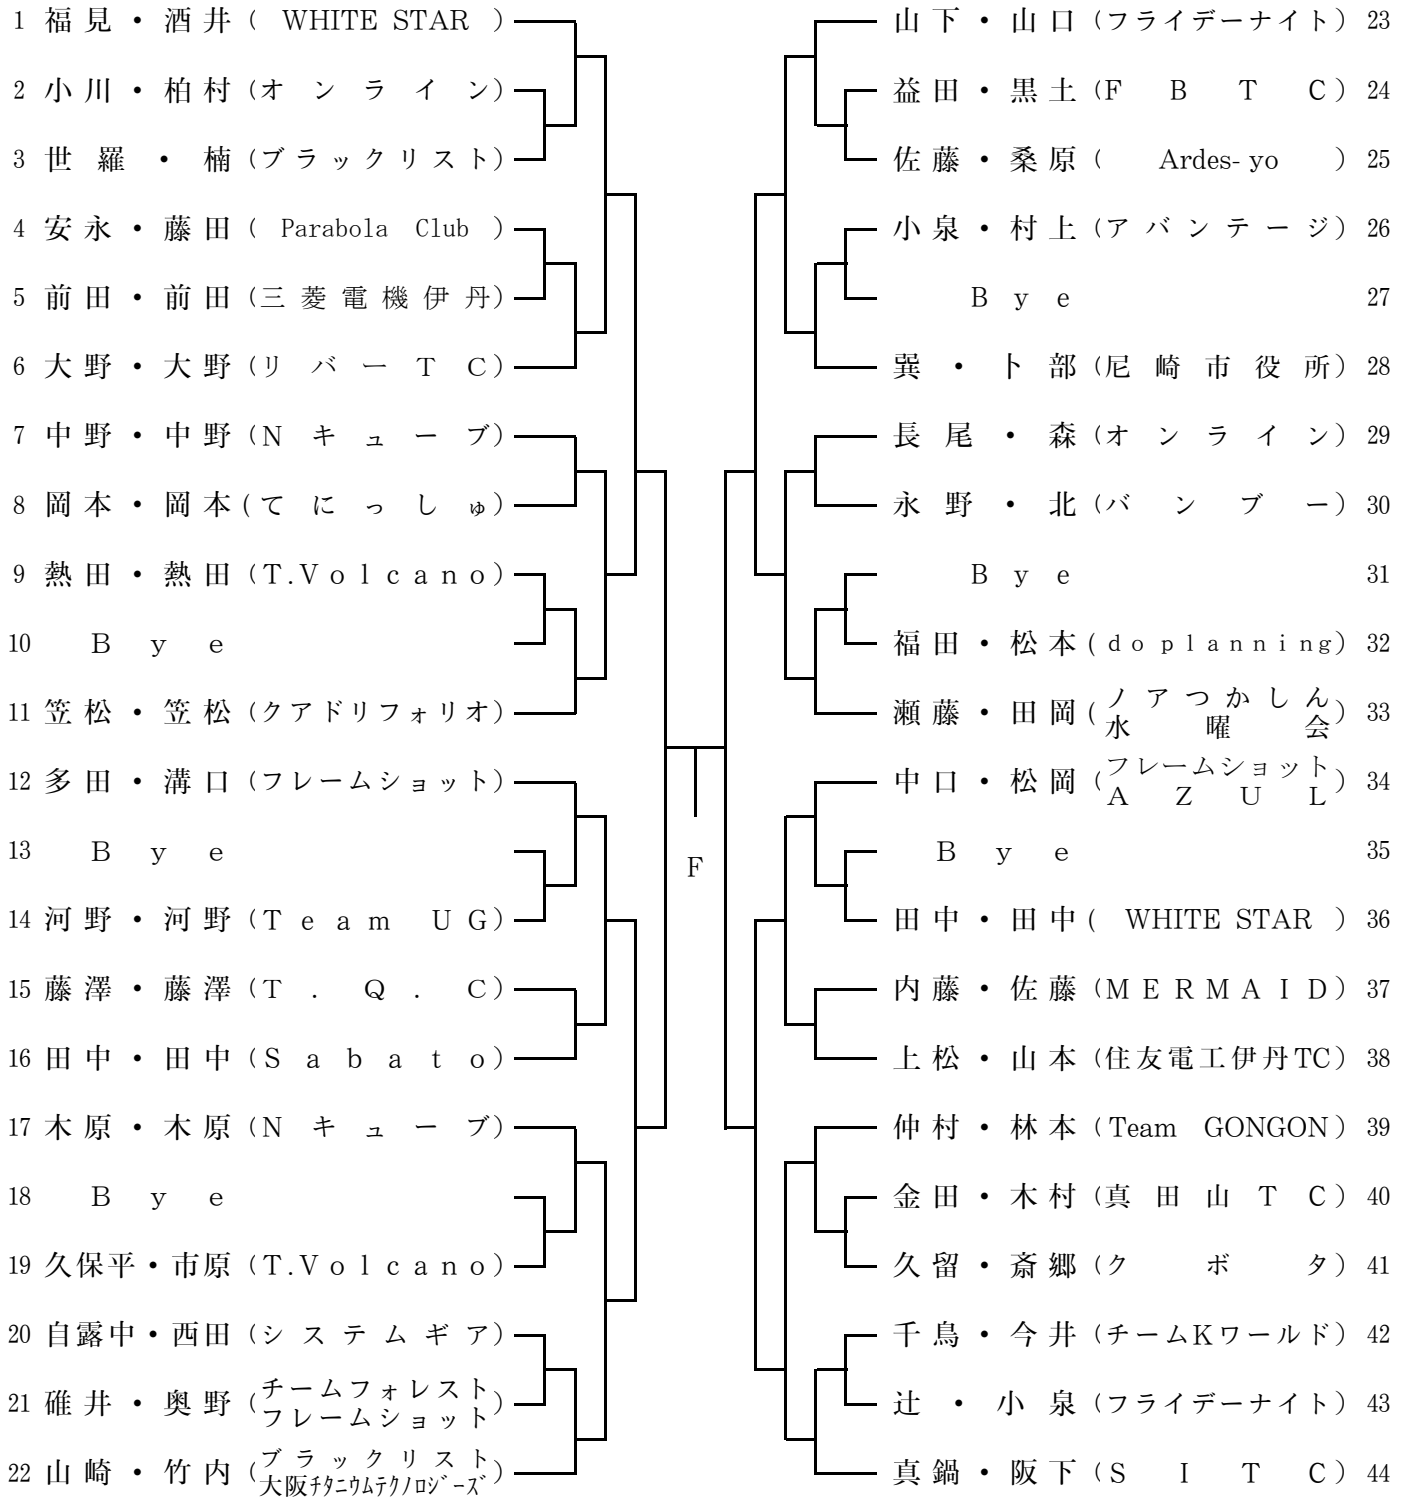 1 福見・酒井(WHITE STAR)
2 小川・柏村(オンライン)
3 世羅・楠(ブラックリスト)
4 安永・藤田(Parabola Club)
5 前田・前田(三菱電機伊丹)
6 大野・大野(リバーTC)
7 中野・中野(Nキューブ)
8 岡本・岡本(てにっしゅ)
9 熱田・熱田(T.Volcano)
10 Bye
11 笠松・笠松(クアドリフォリオ)
12 多田・溝口(フレームショット)
13 Bye
14 河野・河野(Team UG)
15 藤澤・藤澤(T.Q.C)
16 田中・田中(Sabato)
17 木原・木原(Nキューブ)
18 Bye
19 久保平・市原(T.Volcano)
20 自露中・西田(システムギア)
21 碓井・奥野(チームフォレスト
フレームショット)
22 山崎・竹内(ブラックリスト
大阪チタニウムテクノロジーズ)
F
山下・山口(フライデーナイト) 23
益田・黒土(FBTC) 24
佐藤・桑原(Ardes-yo) 25
小泉・村上(アバンテージ) 26
Bye 27
巽・卜部(尼崎市役所) 28
長尾・森(オンライン) 29
永野・北(バンブー) 30
Bye 31
福田・松本(do planning) 32
瀬藤・田岡(ノアつかしん
水曜会) 33
中口・松岡(フレームショット
AZUL) 34
Bye 35
田中・田中(WHITE STAR) 36
内藤・佐藤(MERMAID) 37
上松・山本(住友電工伊丹TC) 38
仲村・林本(Team GONGON) 39
金田・木村(真田山TC) 40
久留・斎郷(クボタ) 41
千鳥・今井(チームKワールド) 42
辻・小泉(フライデーナイト) 43
真鍋・阪下(SITC) 44